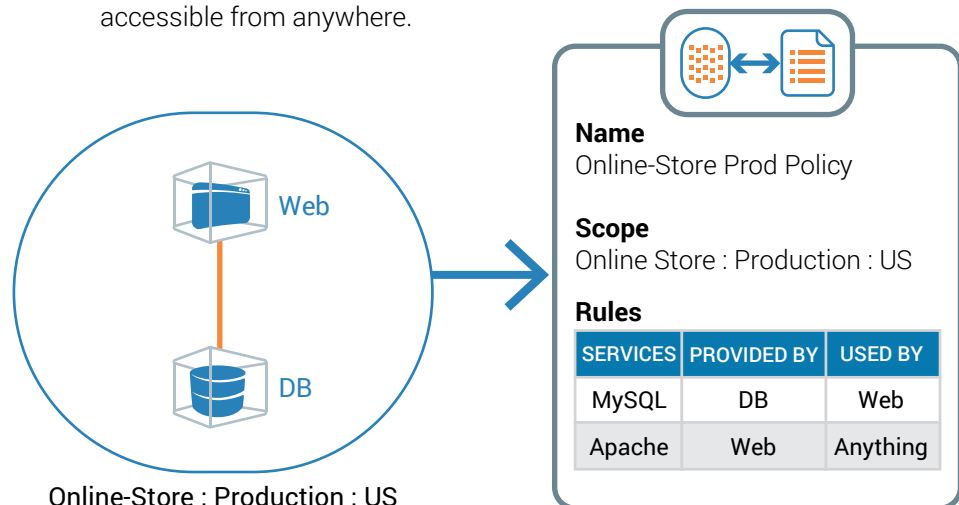 accessible from anywhere.
Web
DB
Online-Store : Production : US
Name
Online-Store Prod Policy
Scope
Online Store : Production : US
Rules
SERVICES PROVIDED BY USED BY
MySQL DB Web
Apache Web Anything